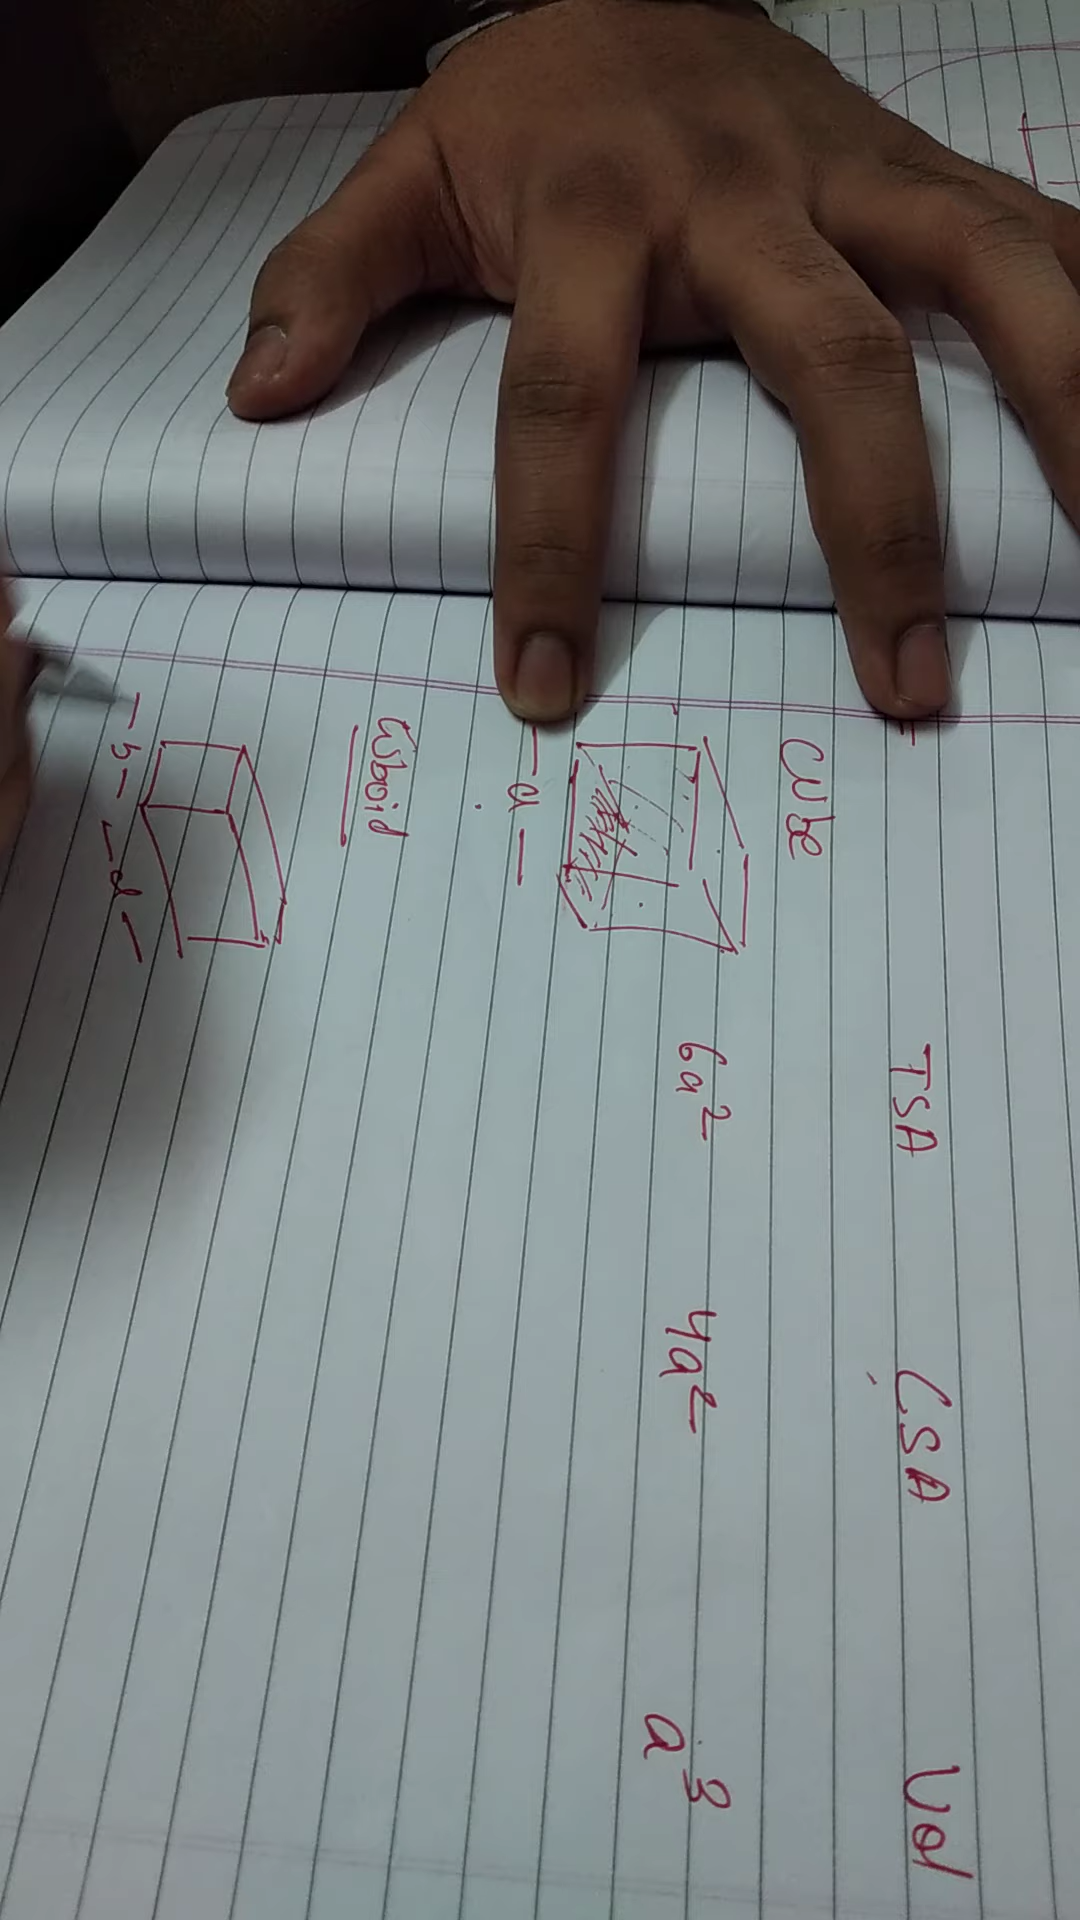 TSA CSA Vol
Cube
6a² 4a² a³
a
Cuboid
b l